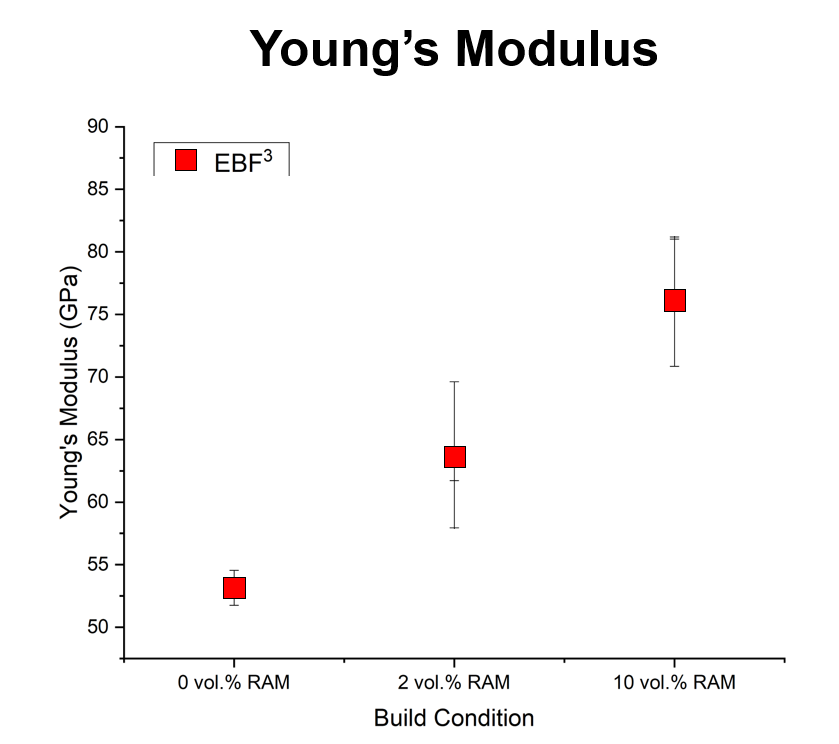 Young’s Modulus
EBF³
90
85
80
75
70
65
60
55
50
Young's Modulus (GPa)
0 vol.% RAM
2 vol.% RAM
10 vol.% RAM
Build Condition